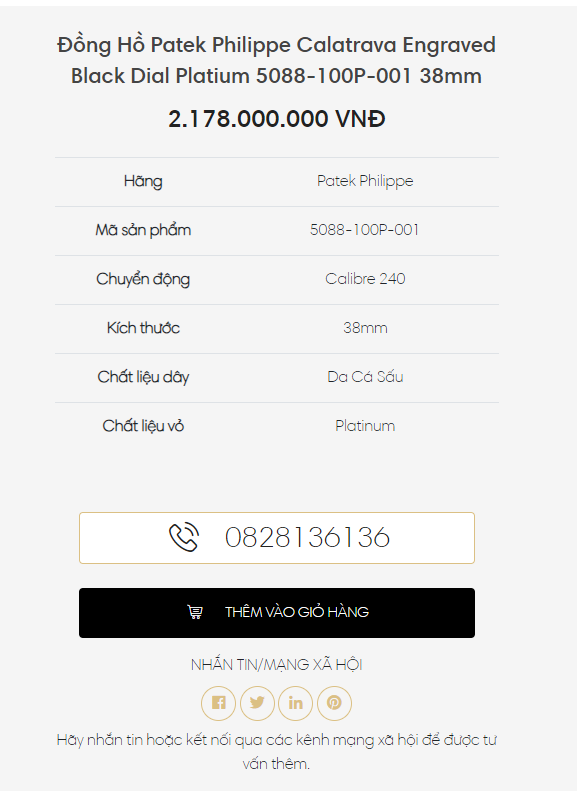 Đồng Hồ Patek Philippe Calatrava Engraved
Black Dial Platium 5088-100P-001 38mm
2.178.000.000 VNĐ
Hãng Patek Philippe
Mã sản phẩm 5088-100P-001
Chuyển động Calibre 240
Kích thước 38mm
Chất liệu dây Da Cá Sấu
Chất liệu vỏ Platinum
0828136136
THÊM VÀO GIỎ HÀNG
NHẮN TIN/MẠNG XÃ HỘI
Hãy nhắn tin hoặc kết nối qua các kênh mạng xã hội để được tư
vấn thêm.